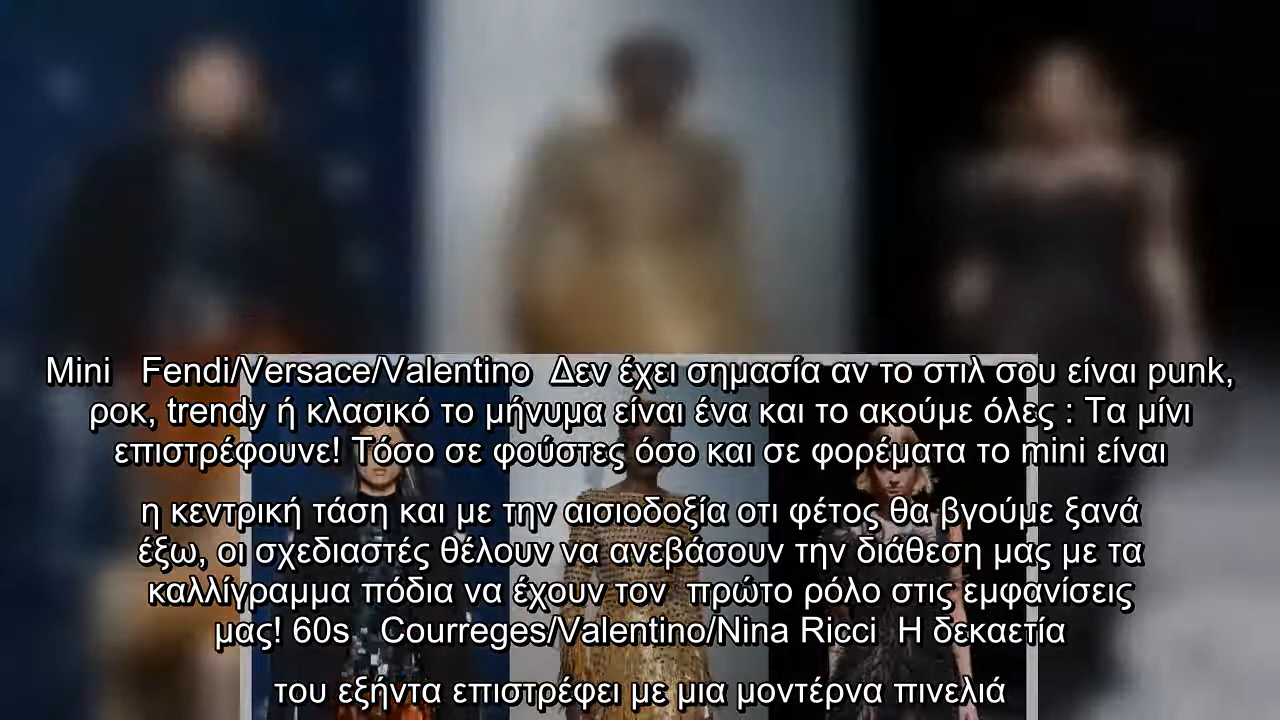 Mini   Fendi/Versace/Valentino  Δεν έχει σημασία αν το στιλ σου είναι punk,
ροκ, trendy ή κλασικό το μήνυμα είναι ένα και το ακούμε όλες : Τα μίνι
επιστρέφουνε! Τόσο σε φούστες όσο και σε φορέματα το mini είναι
η κεντρική τάση και με την αισιοδοξία οτι φέτος θα βγούμε ξανά
έξω, οι σχεδιαστές θέλουν να ανεβάσουν την διάθεση μας με τα
καλλίγραμμα πόδια να έχουν τον  πρώτο ρόλο στις εμφανίσεις
μας! 60s   Courreges/Valentino/Nina Ricci  Η δεκαετία
του εξήντα επιστρέφει με μια μοντέρνα πινελιά